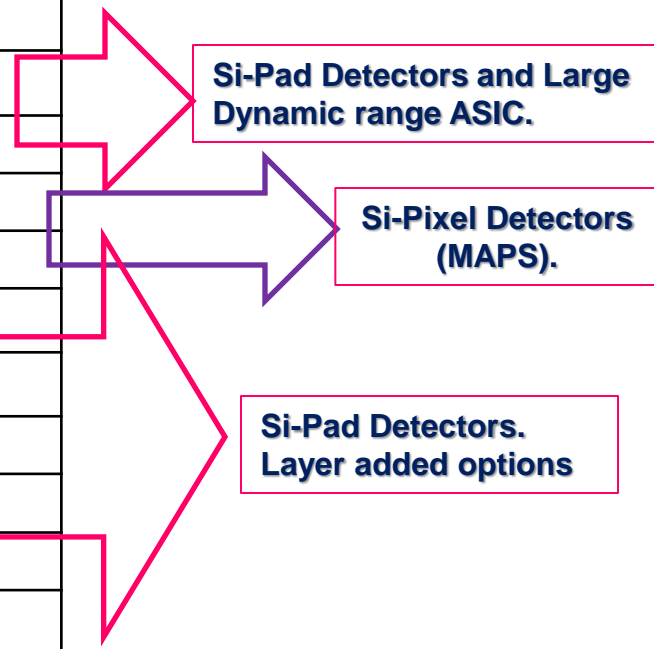 Si-Pad Detectors and Large
Dynamic range ASIC.
Si-Pixel Detectors
(MAPS).
Si-Pad Detectors.
Layer added options